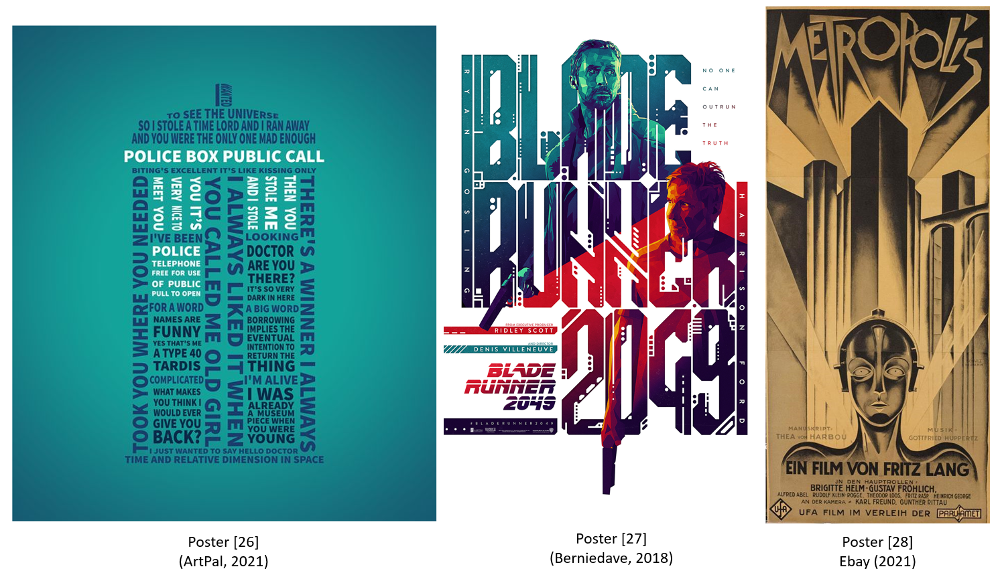 WANTED
TO SEE THE UNIVERSE
SO I STOLE A TIME LORD AND I RAN AWAY
AND YOU WERE THE ONLY ONE MAD ENOUGH
POLICE BOX PUBLIC CALL
BITING'S EXCELLENT IT'S LIKE KISSING ONLY
TOOK YOU WHERE YOU NEEDED
MEET YOU
VERY NICE TO
YOU IT'S
I'VE BEEN
POLICE
TELEPHONE
FREE FOR USE
OF PUBLIC
PULL TO OPEN
FOR A WORD
NAMES ARE
FUNNY
YES THAT'S ME
A TYPE 40
TARDIS
COMPLICATED
WHAT MAKES
YOU THINK I
WOULD EVER
GIVE YOU
BACK?
YOU CALLED ME OLD GIRL
I ALWAYS LIKED IT WHEN
AND I STOLE
STOLE ME
THEN YOU
LOOKING
DOCTOR
ARE YOU
THERE?
IT'S SO VERY
DARK IN HERE
A BIG WORD
BORROWING
IMPLIES THE
EVENTUAL
INTENTION TO
RETURN THE
THING
I'M ALIVE
I WAS
ALREADY
A MUSEUM
PIECE WHEN
YOU WERE
YOUNG
THERE'S A WINNER I ALWAYS
I JUST WANTED TO SAY HELLO DOCTOR
TIME AND RELATIVE DIMENSION IN SPACE
Poster [26]
(ArtPal, 2021)
BLADE
RUNNER
2049
RYAN GOSLING
HARRISON FORD
NO ONE
CAN
OUTRUN
THE
TRUTH
FROM EXECUTIVE PRODUCER
RIDLEY SCOTT
AND DIRECTOR
DENIS VILLENEUVE
BLADE
RUNNER
2049
#BLADERUNNER2049
Poster [27]
(Berniedave, 2018)
METROPOLIS
MANUSKRIPT-
THEA VON HARBOU
MUSIK-
GOTTFRIED HUPPERTZ
EIN FILM VON FRITZ LANG
IN DEN HAUPTROLLEN:
BRIGITTE HELM-GUSTAV FRÖHLICH,
ALFRED ABEL, RUDOLF KLEIN-ROGGE, THEODOR LOOS, FRITZ RASP HEINRICH GEORGE
AN DER KAMERA - KARL FREUND, GÜNTHER RITTAU
UFA
UFA FILM IM VERLEIH DER
PARUFAMET
Poster [28]
Ebay (2021)